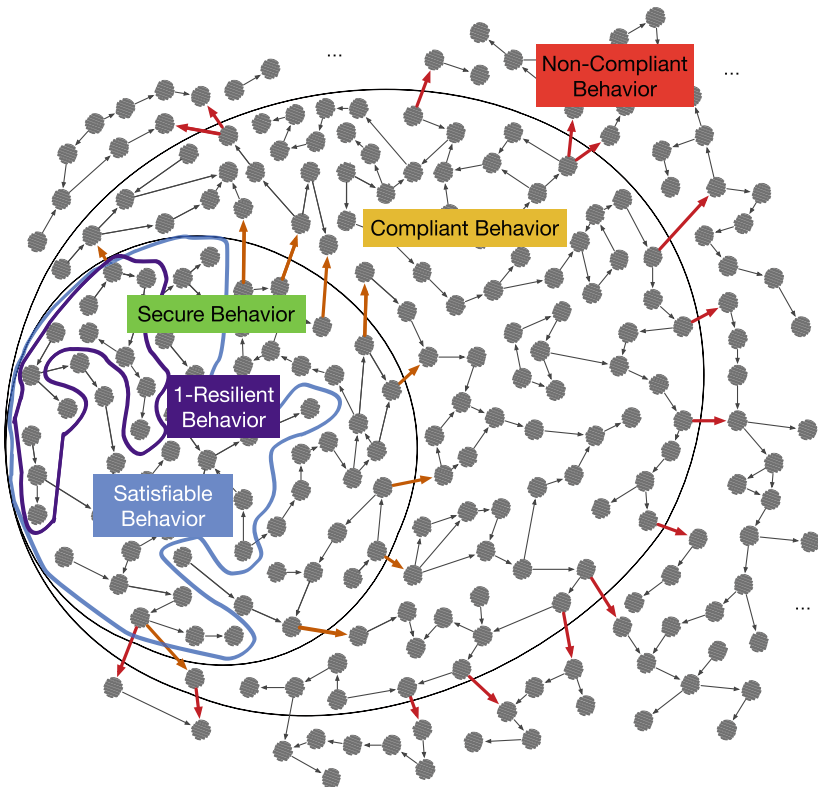 ...
Non-Compliant
Behavior
...
Compliant Behavior
Secure Behavior
1-Resilient
Behavior
Satisfiable
Behavior
...